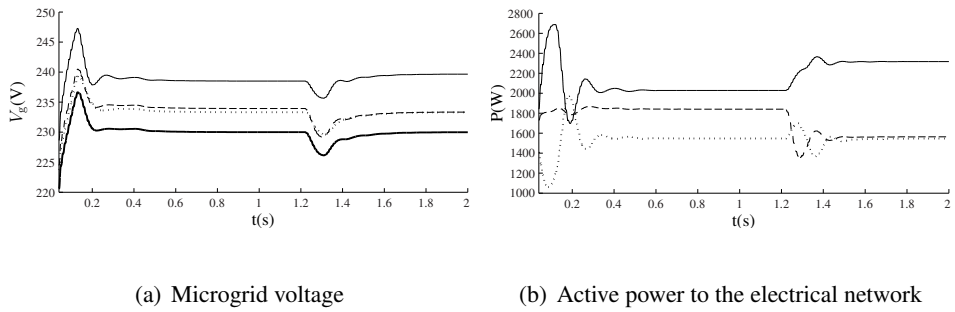 250
245
240
235
230
225
220
V_g(V)
0.2 0.4 0.6 0.8 1 1.2 1.4 1.6 1.8 2
t(s)
2800
2600
2400
2200
2000
1800
1600
1400
1200
1000
P(W)
0.2 0.4 0.6 0.8 1 1.2 1.4 1.6 1.8 2
t(s)
(a) Microgrid voltage
(b) Active power to the electrical network